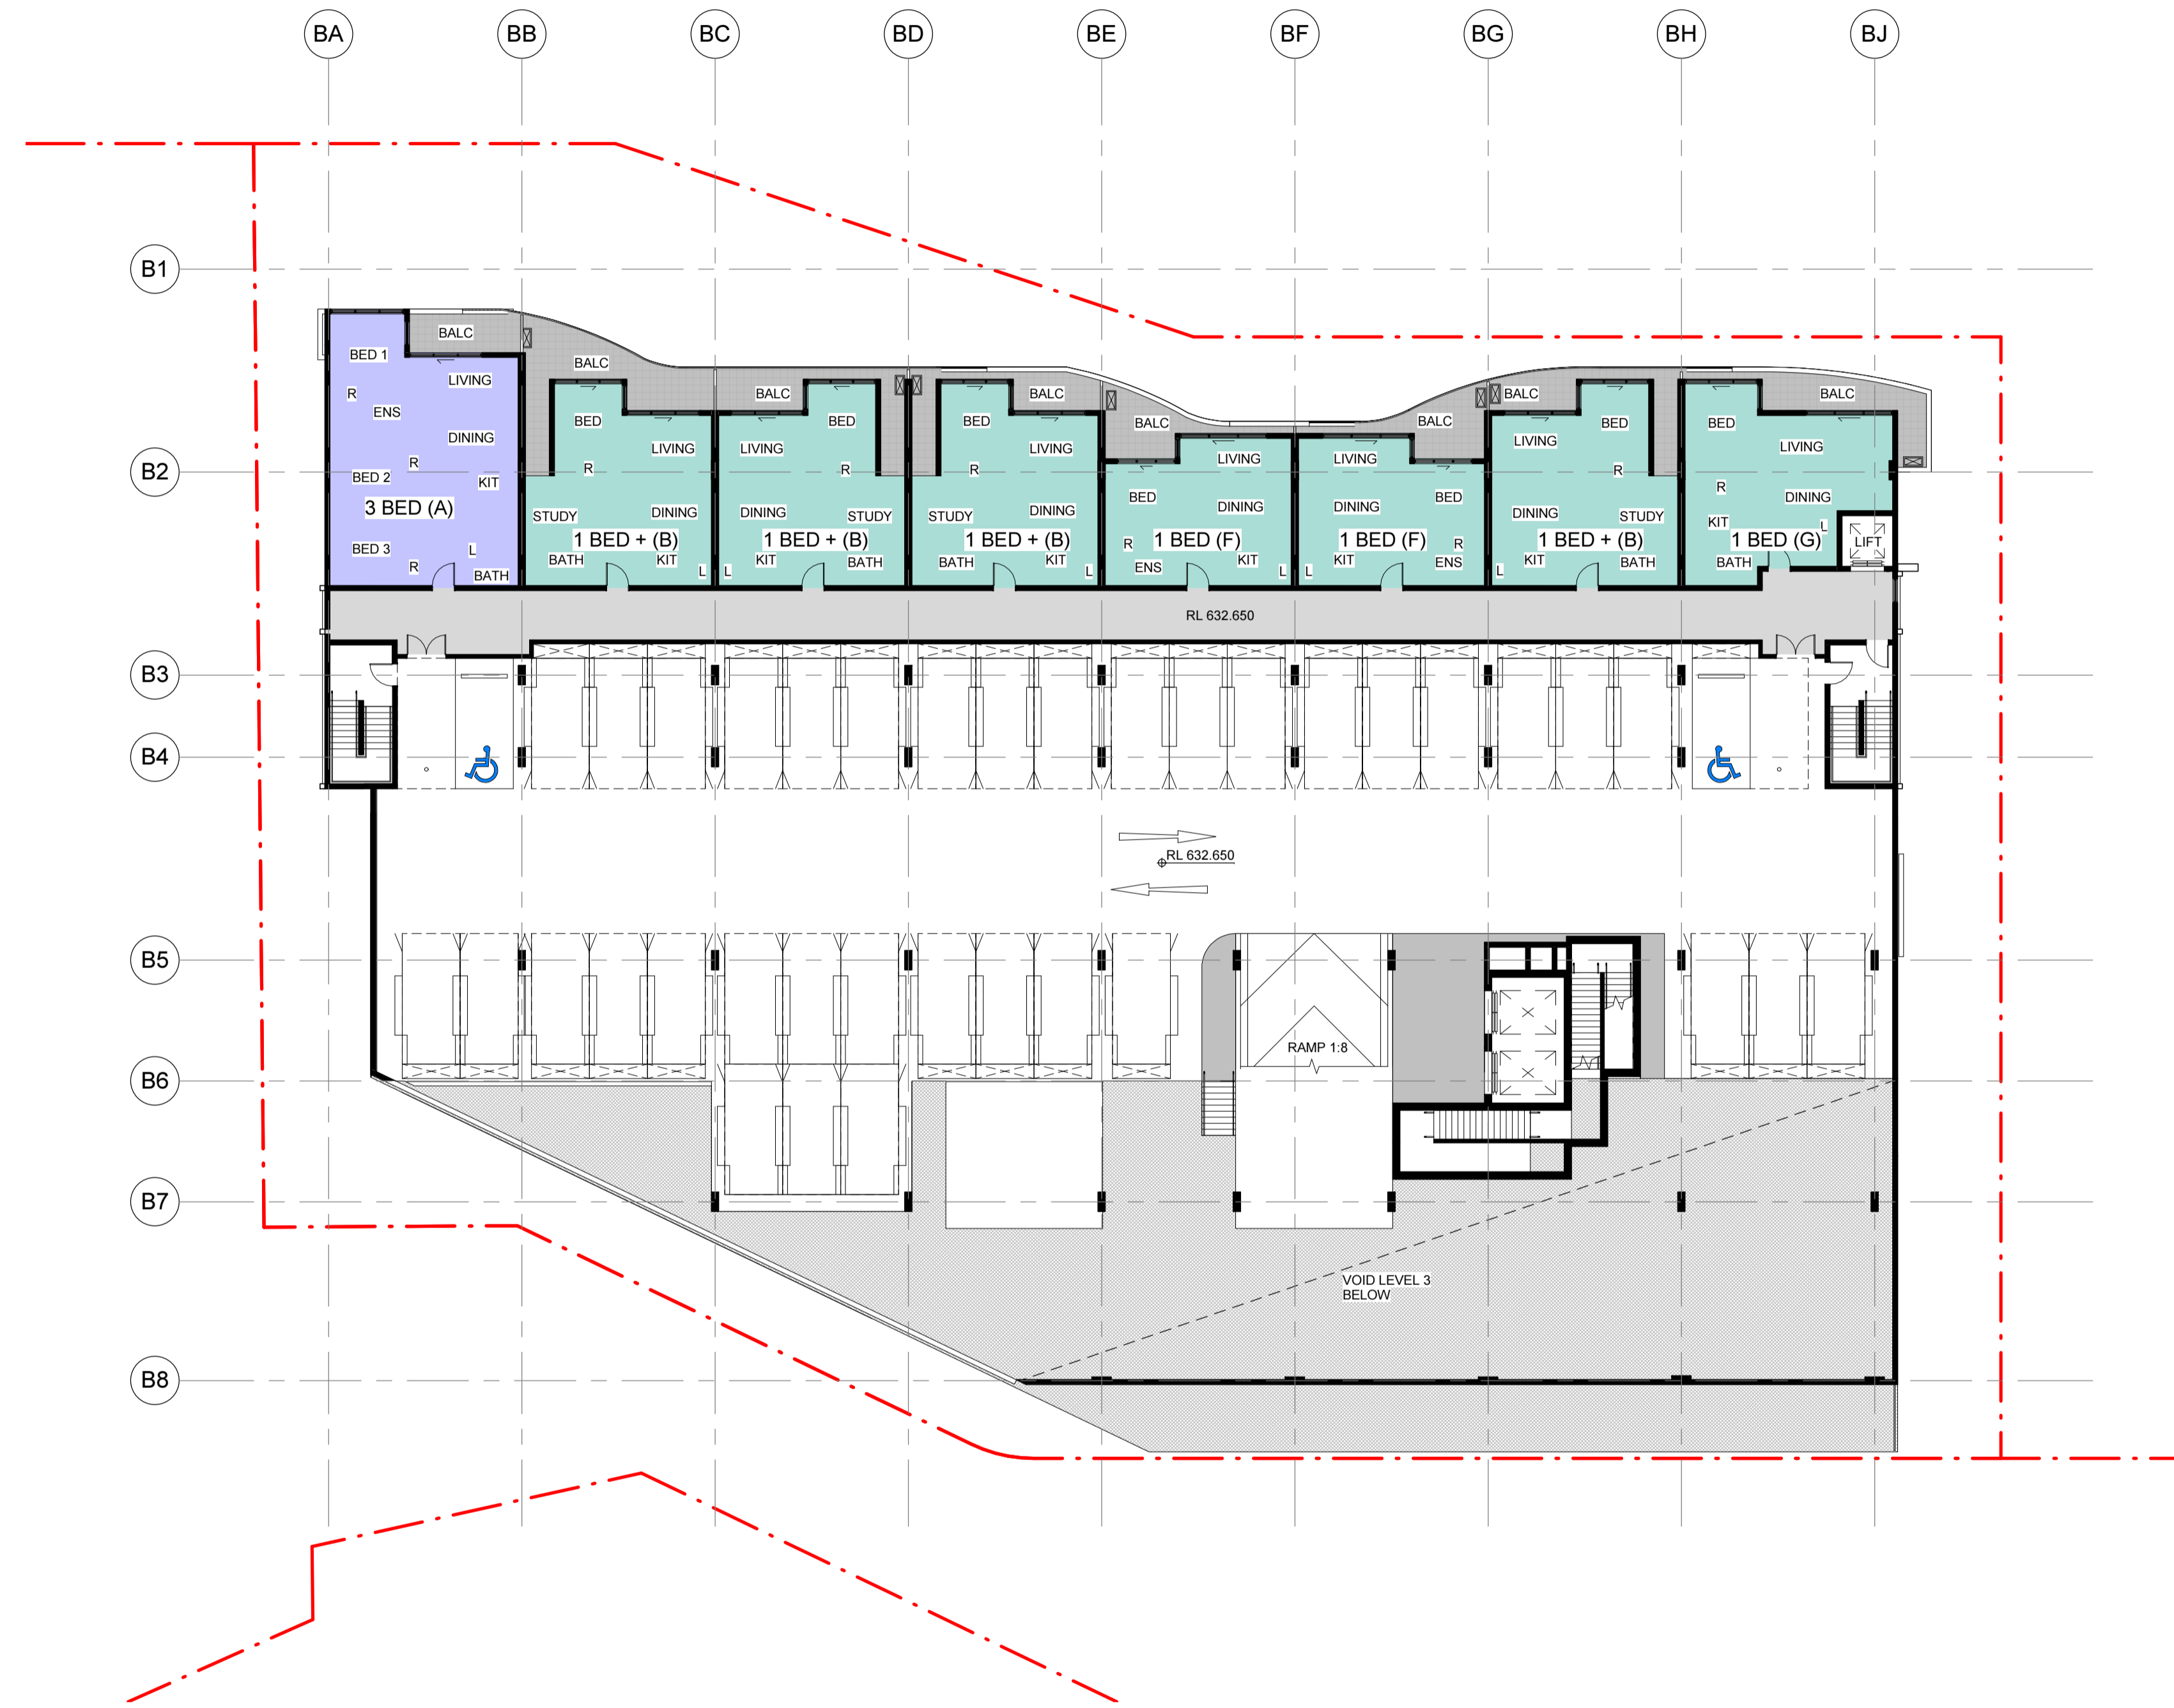 BA
BB
BC
BD
BE
BF
BG
BH
BJ
B1
B2
B3
B4
B5
B6
B7
B8
BALC
BED 1
LIVING
R
ENS
DINING
R
BED 2
KIT
3 BED (A)
BED 3
L
R
BATH
BALC
BED
LIVING
R
STUDY
DINING
1 BED + (B)
BATH
KIT
L
BALC
BED
LIVING
R
DINING
STUDY
1 BED + (B)
L
KIT
BATH
BALC
BED
LIVING
R
STUDY
DINING
1 BED + (B)
BATH
KIT
L
BALC
LIVING
BED
DINING
1 BED (F)
R
ENS
KIT
L
BALC
LIVING
BED
DINING
1 BED (F)
R
L
KIT
ENS
BALC
BED
LIVING
R
DINING
STUDY
1 BED + (B)
L
KIT
BATH
BALC
BED
LIVING
R
DINING
KIT
L
1 BED (G)
BATH
LIFT
RL 632.650
RL 632.650
RAMP 1:8
VOID LEVEL 3
BELOW